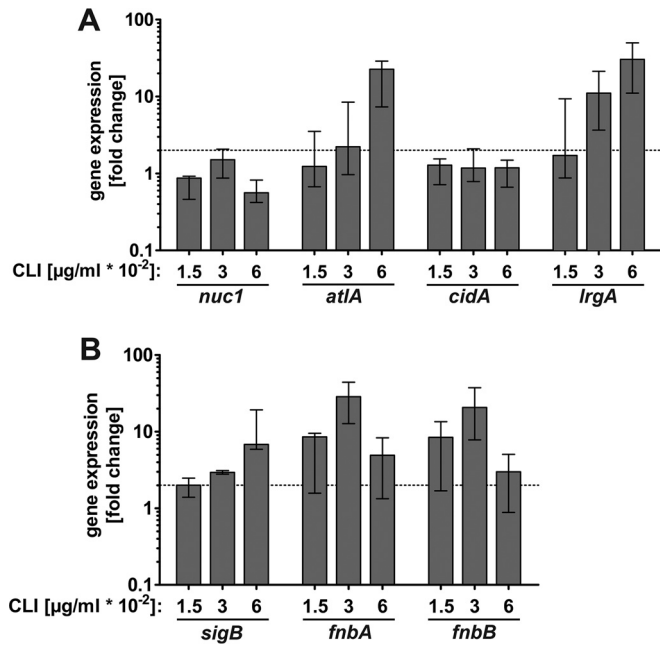 A
gene expression
[fold change]
100
10
1
0.1
CLI [µg/ml * 10-2]: 1.5 3 6 1.5 3 6 1.5 3 6 1.5 3 6
nuc1 atlA cidA lrgA
B
gene expression
[fold change]
100
10
1
0.1
CLI [µg/ml * 10-2]: 1.5 3 6 1.5 3 6 1.5 3 6
sigB fnbA fnbB